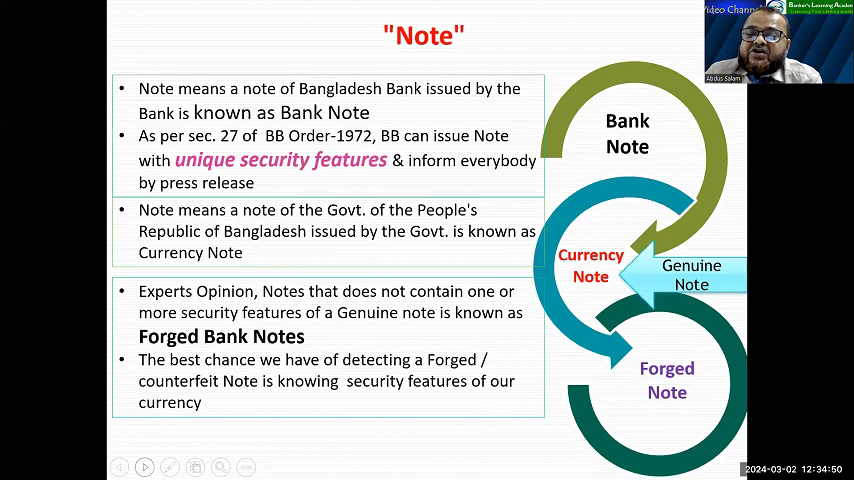 "Note"
• Note means a note of Bangladesh Bank issued by the
Bank is known as Bank Note
• As per sec. 27 of BB Order-1972, BB can issue Note
with unique security features & inform everybody
by press release
• Note means a note of the Govt. of the People's
Republic of Bangladesh issued by the Govt. is known as
Currency Note
• Experts Opinion, Notes that does not contain one or
more security features of a Genuine note is known as
Forged Bank Notes
• The best chance we have of detecting a Forged /
counterfeit Note is knowing security features of our
currency
Bank
Note
Currency
Note
Genuine
Note
Forged
Note
Video Channel
Banker's Learning Academ
Abdus Salam
2024-03-02 12:34:50